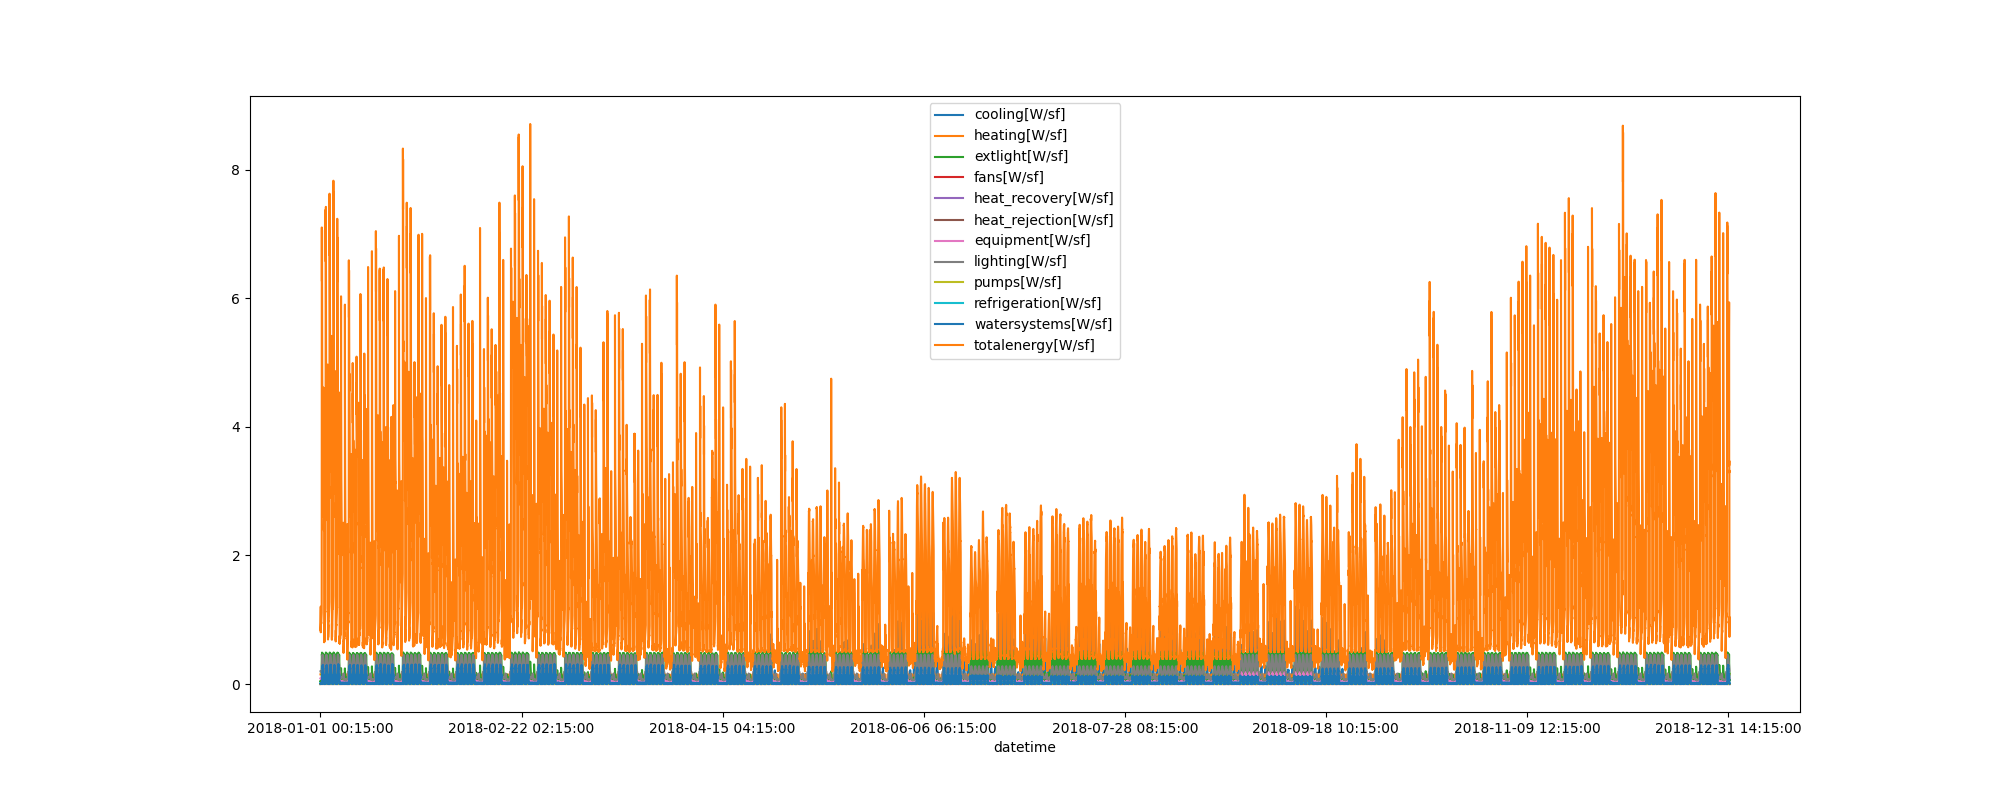 cooling[W/sf]
heating[W/sf]
extlight[W/sf]
fans[W/sf]
heat_recovery[W/sf]
heat_rejection[W/sf]
equipment[W/sf]
lighting[W/sf]
pumps[W/sf]
refrigeration[W/sf]
watersystems[W/sf]
totalenergy[W/sf]
8
6
4
2
0
2018-01-01 00:15:00 2018-02-22 02:15:00 2018-04-15 04:15:00 2018-06-06 06:15:00 2018-07-28 08:15:00 2018-09-18 10:15:00 2018-11-09 12:15:00 2018-12-31 14:15:00
datetime